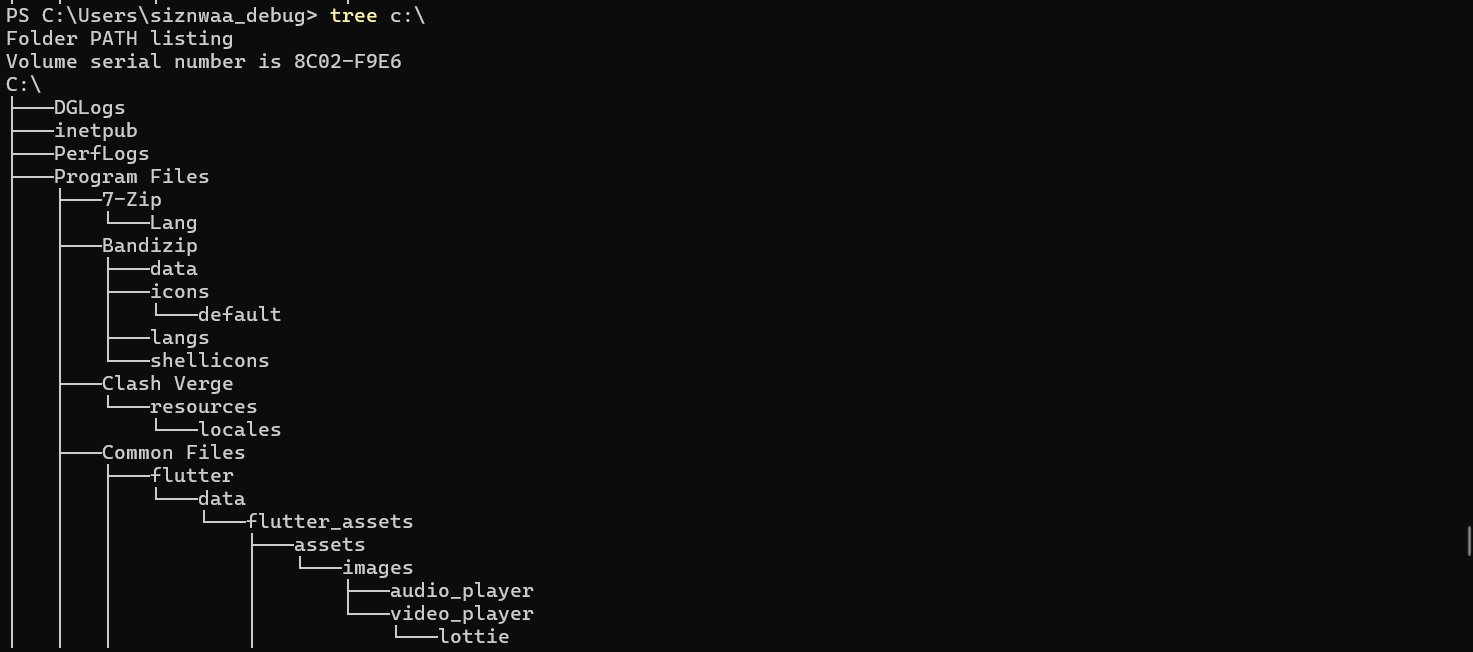 PS C:\Users\siznwaa_debug> tree c:\
Folder PATH listing
Volume serial number is 8C02-F9E6
C:\
├───DGLogs
├───inetpub
├───PerfLogs
├───Program Files
│   ├───7-Zip
│   │   └───Lang
│   ├───Bandizip
│   │   ├───data
│   │   ├───icons
│   │   │   └───default
│   │   ├───langs
│   │   └───shellicons
│   ├───Clash Verge
│   │   └───resources
│   │       └───locales
│   ├───Common Files
│   │   ├───flutter
│   │   │   └───data
│   │   │       └───flutter_assets
│   │   │           ├───assets
│   │   │           │   └───images
│   │   │           │       ├───audio_player
│   │   │           │       └───video_player
│   │   │           │           └───lottie